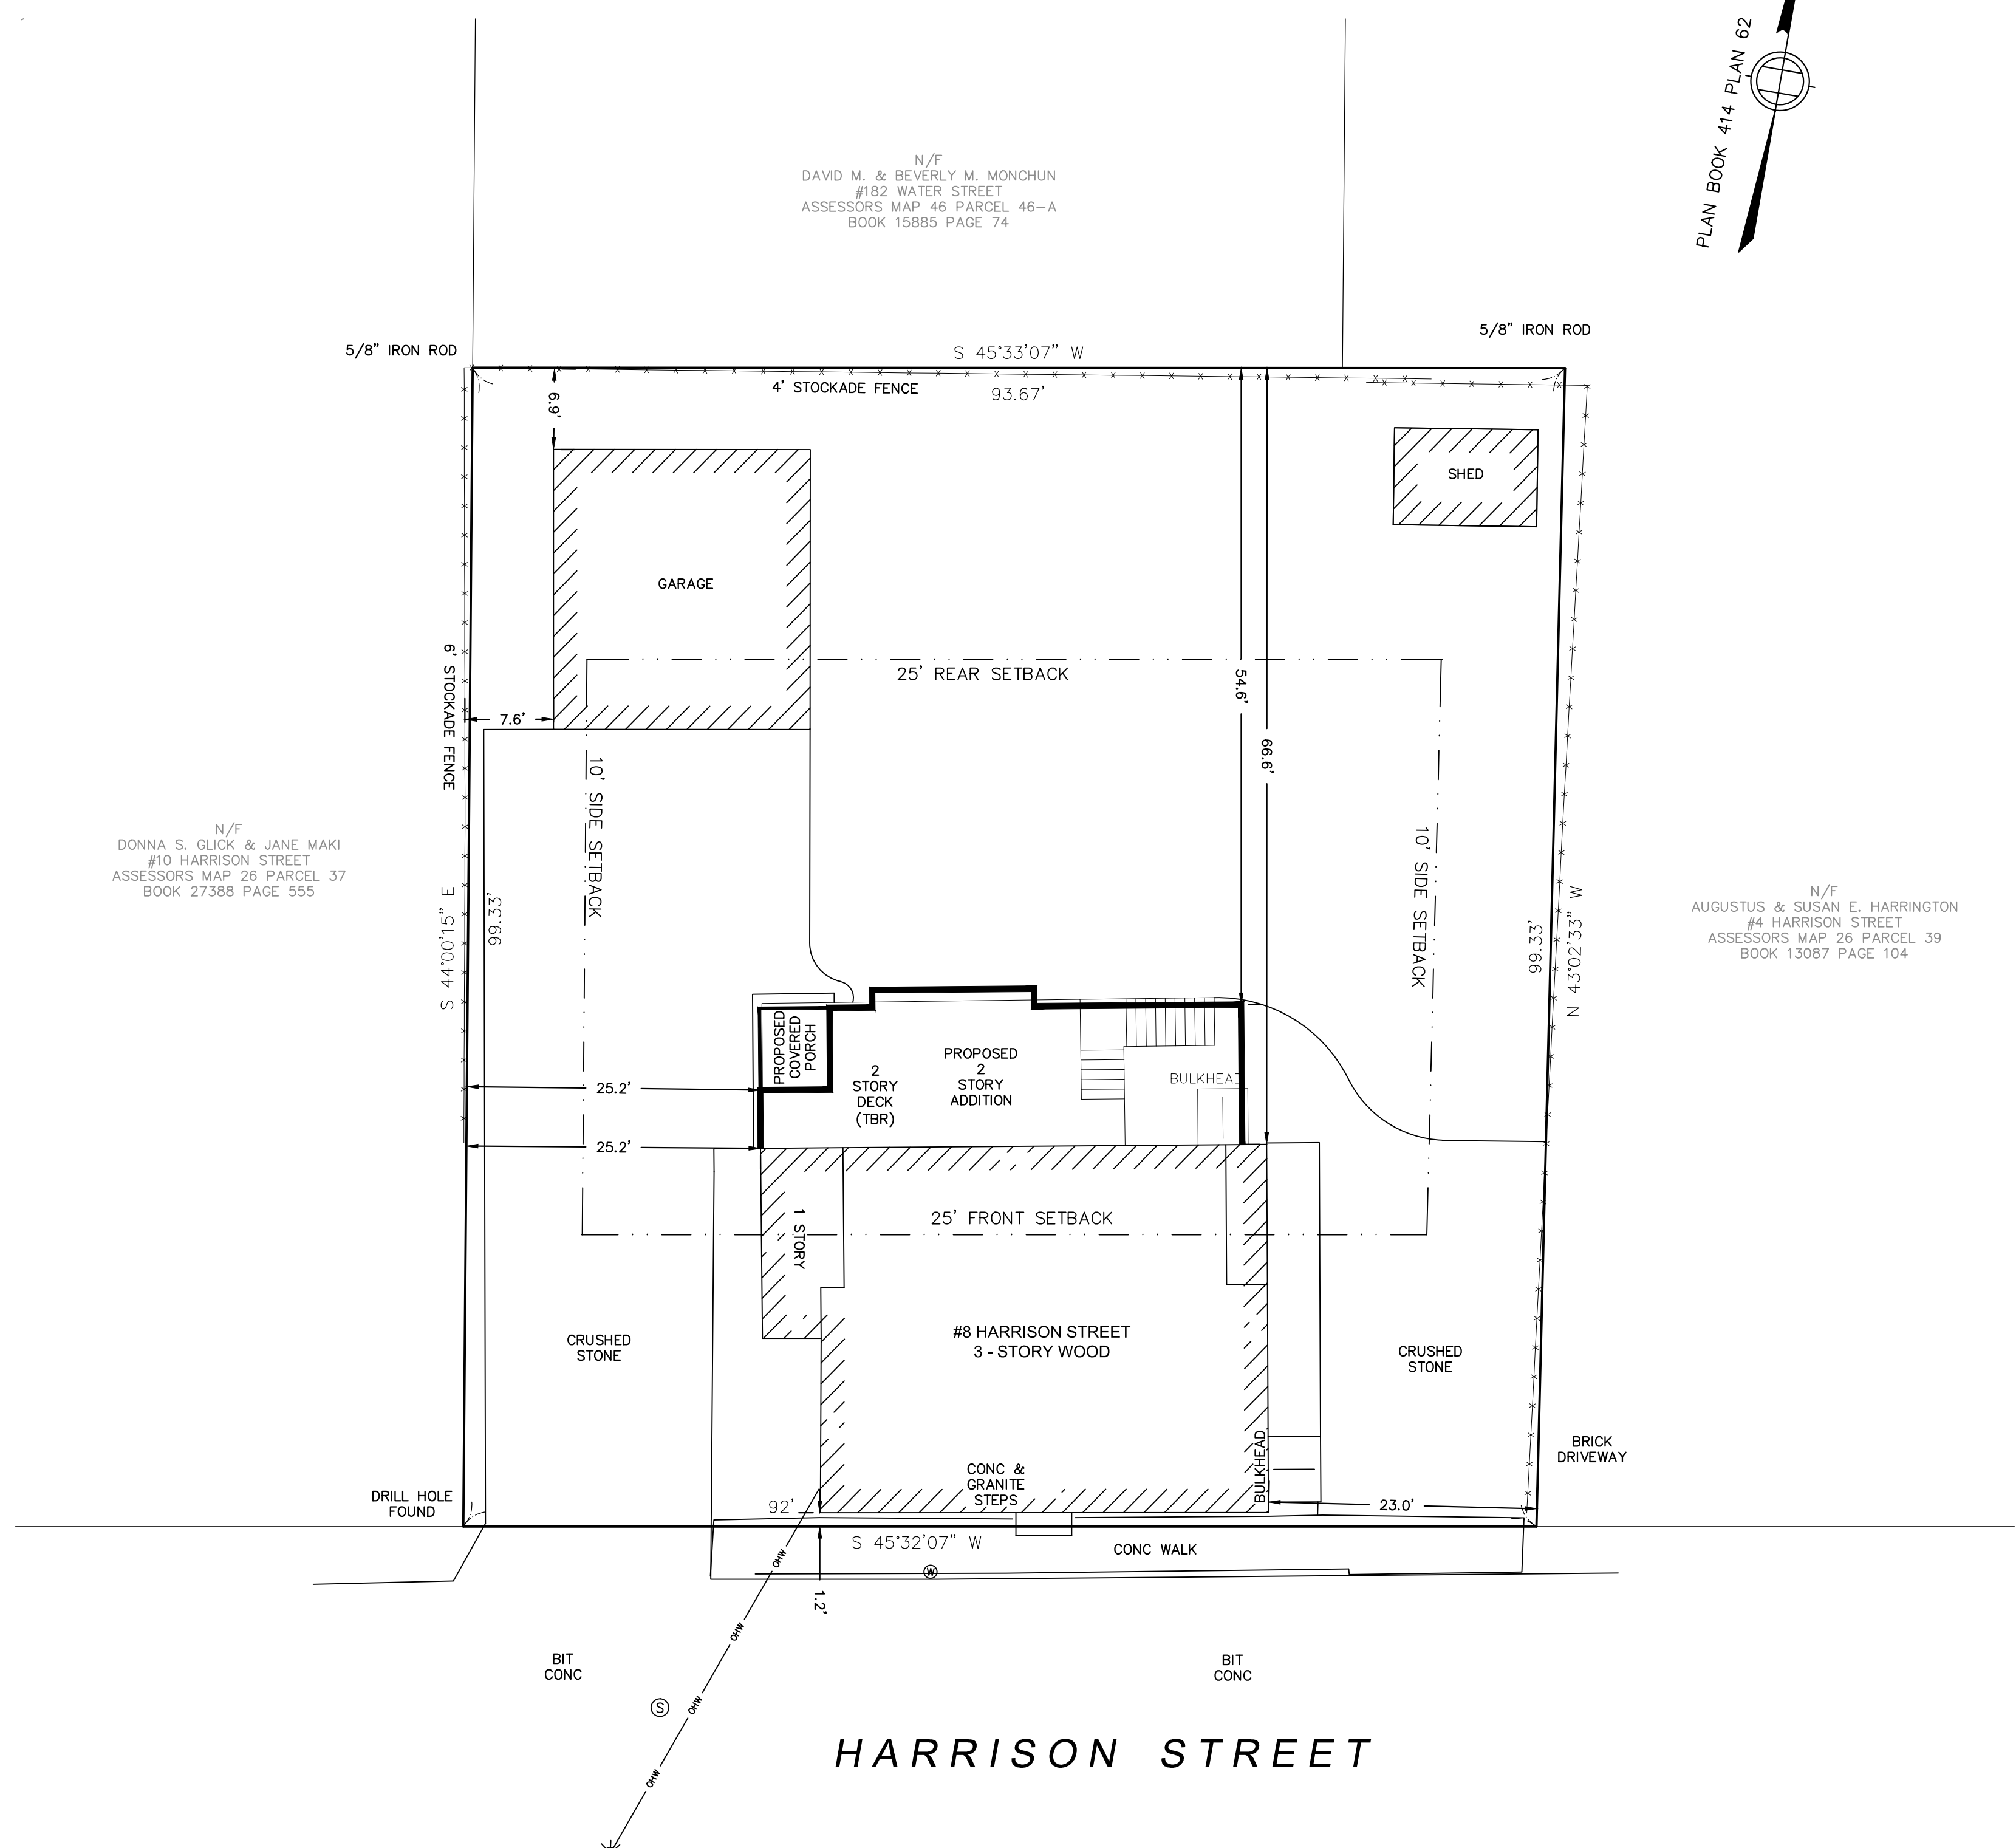 PLAN BOOK 414 PLAN 62
N/F
DAVID M. & BEVERLY M. MONCHUN
#182 WATER STREET
ASSESSORS MAP 46 PARCEL 46-A
BOOK 15885 PAGE 74
5/8" IRON ROD
5/8" IRON ROD
S 45°33'07" W
4' STOCKADE FENCE
93.67'
6.9'
SHED
GARAGE
6' STOCKADE FENCE
25' REAR SETBACK
54.6'
7.6'
66.6'
10' SIDE SETBACK
10' SIDE SETBACK
N/F
DONNA S. GLICK & JANE MAKI
#10 HARRISON STREET
ASSESSORS MAP 26 PARCEL 37
BOOK 27388 PAGE 555
S 44°00'15" E
99.33'
99.33'
N 43°02'33" W
N/F
AUGUSTUS & SUSAN E. HARRINGTON
#4 HARRISON STREET
ASSESSORS MAP 26 PARCEL 39
BOOK 13087 PAGE 104
PROPOSED
COVERED
PORCH
2
STORY
DECK
(TBR)
PROPOSED
2
STORY
ADDITION
BULKHEAD
25.2'
25.2'
1 STORY
25' FRONT SETBACK
#8 HARRISON STREET
3 - STORY WOOD
CRUSHED
STONE
CRUSHED
STONE
BRICK
DRIVEWAY
BULKHEAD
CONC &
GRANITE
STEPS
DRILL HOLE
FOUND
92'
23.0'
S 45°32'07" W
CONC WALK
W
OHW
1.2'
OHW
BIT
CONC
BIT
CONC
S
OHW
HARRISON STREET
OHW